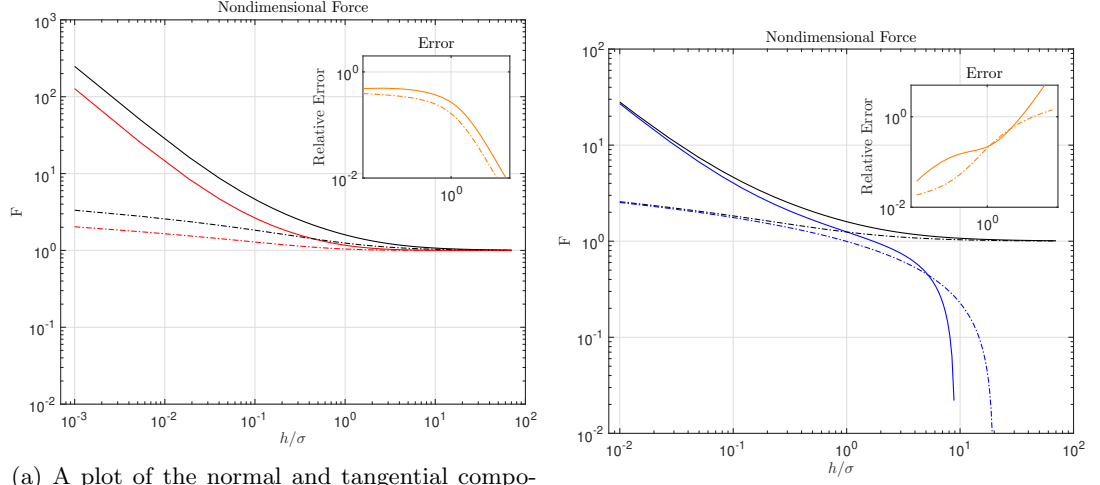 Nondimensional Force
10^3
10^2
10^1
10^0
10^-1
10^-2
F
10^-3
10^-2
10^-1
10^0
10^1
10^2
h/σ
Error
Relative Error
10^0
10^-2
10^0
(a) A plot of the normal and tangential compo-
Nondimensional Force
10^2
10^1
10^0
10^-1
10^-2
F
10^-2
10^-1
10^0
10^1
10^2
h/σ
Error
Relative Error
10^0
10^-2
10^0